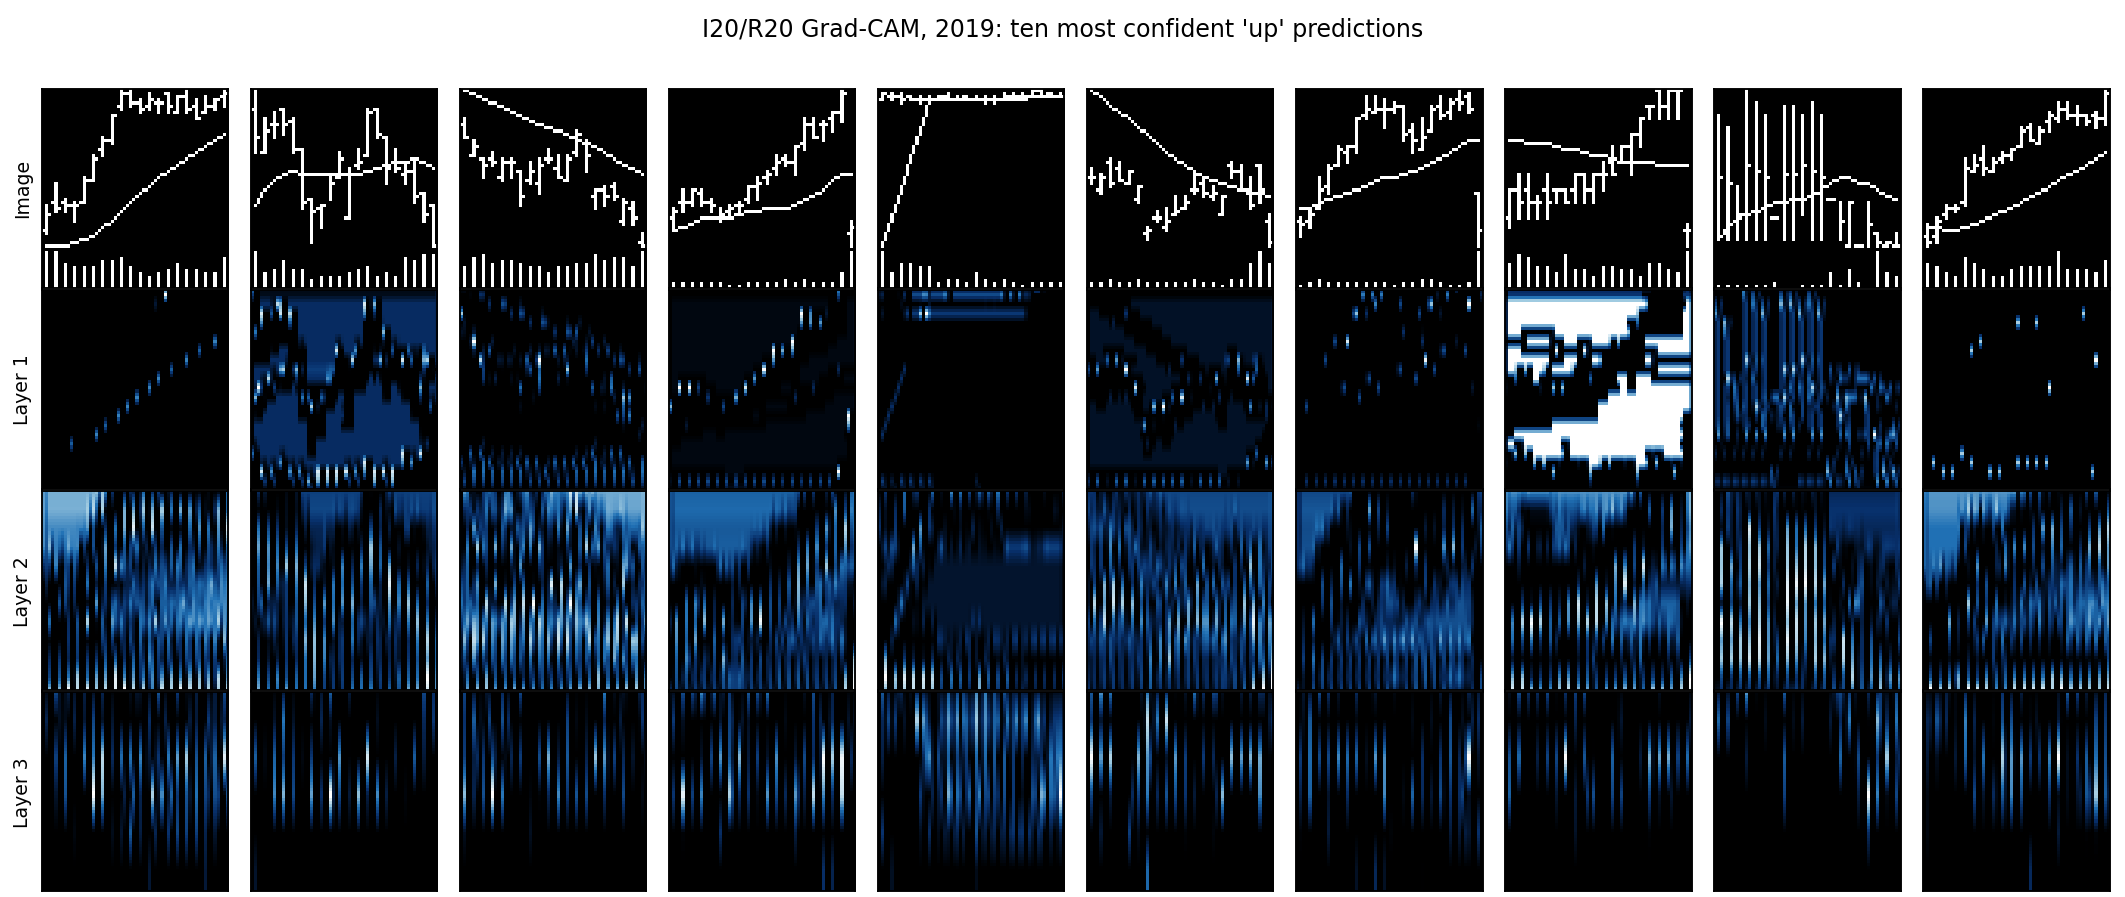 I20/R20 Grad-CAM, 2019: ten most confident 'up' predictions
Image
Layer 1
Layer 2
Layer 3